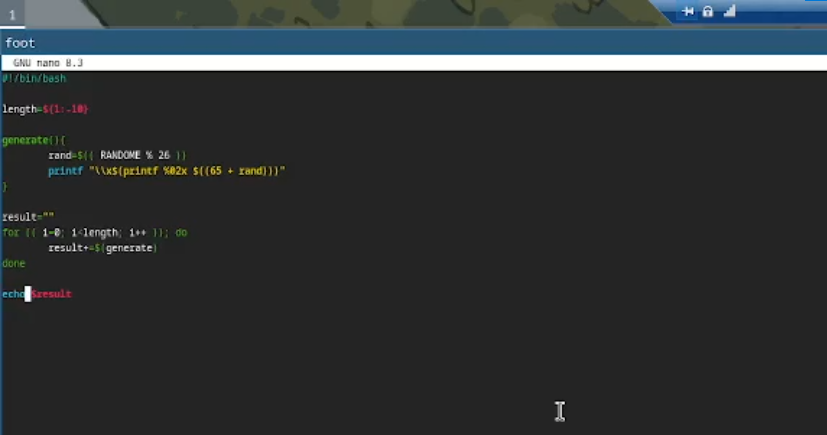 1
foot
GNU nano 8.3
#!/bin/bash
length=${1:-10}
generate(){
rand=$(( RANDOME % 26 ))
printf "\\x$(printf %02x $((65 + rand)))"
}
result=""
for (( i=0; i<length; i++ )); do
result+=$(generate)
done
echo $result